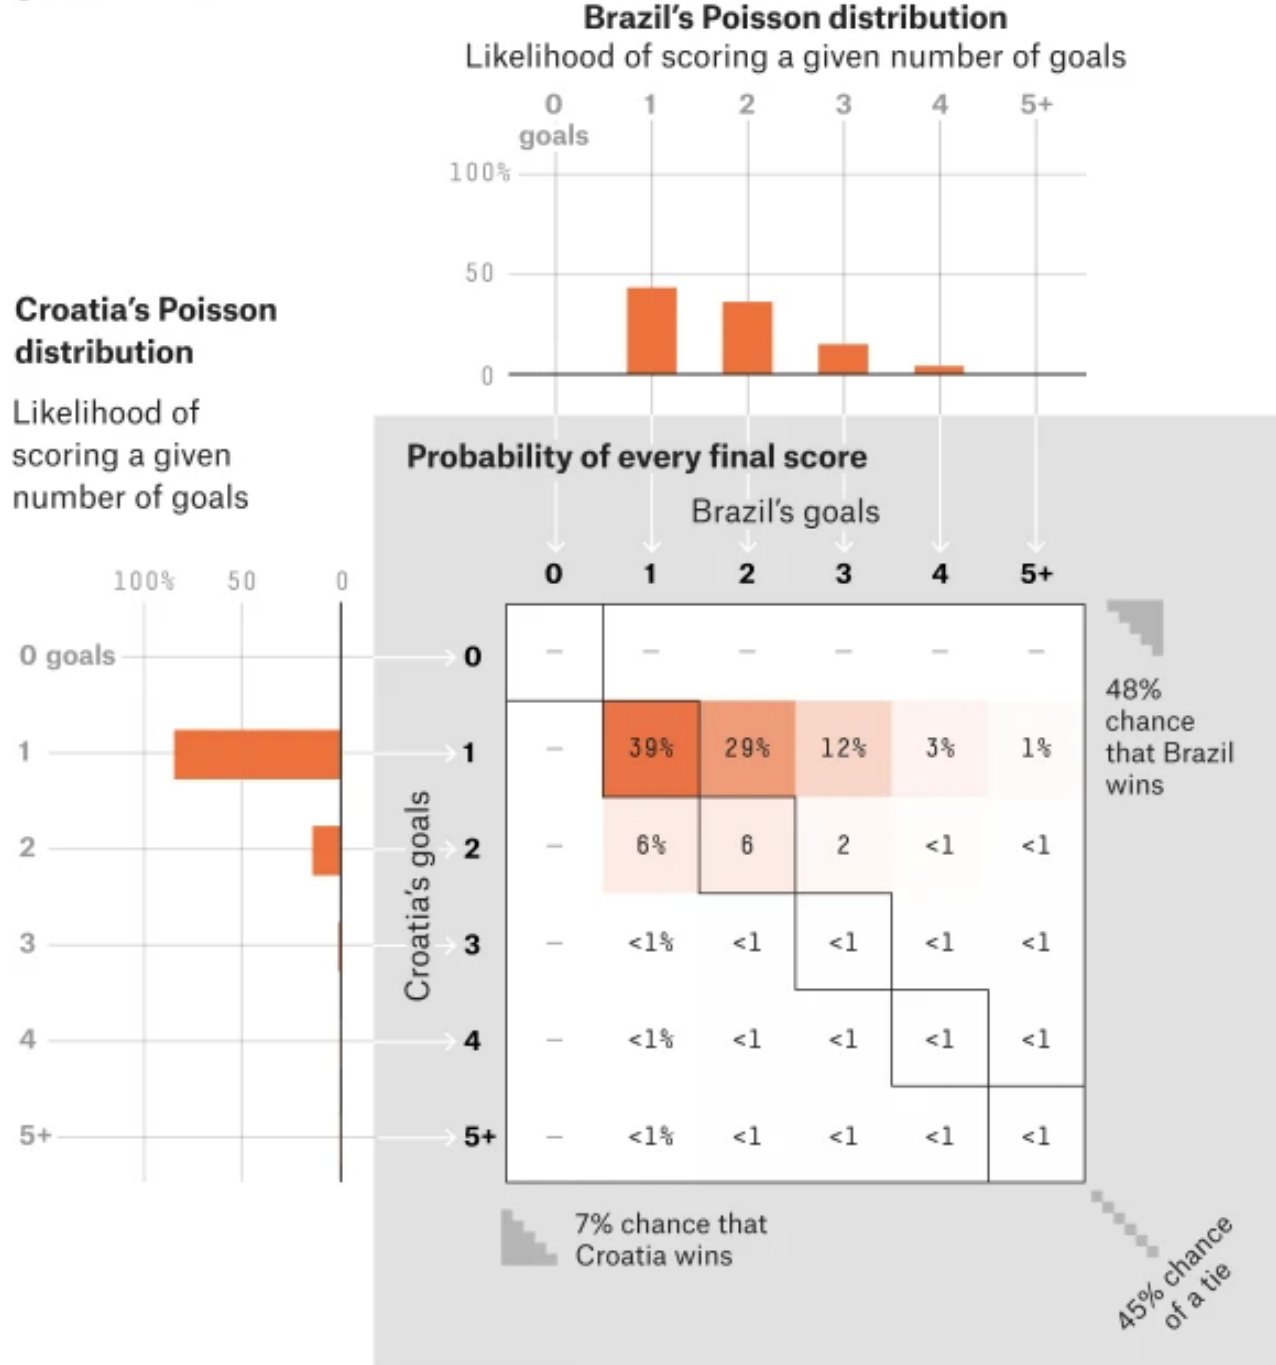 Brazil's Poisson distribution
Likelihood of scoring a given number of goals
0 1 2 3 4 5+
goals
100%
50
0
Croatia's Poisson
distribution
Likelihood of
scoring a given
number of goals
100% 50 0
0 goals
1
2
3
4
5+
Probability of every final score
Brazil's goals
0 1 2 3 4 5+
Croatia's goals
0 – – – – – –
1 – 39% 29% 12% 3% 1%
2 – 6% 6 2 <1 <1
3 – <1% <1 <1 <1 <1
4 – <1% <1 <1 <1 <1
5+ – <1% <1 <1 <1 <1
48%
chance
that Brazil
wins
7% chance that
Croatia wins
45% chance
of a tie